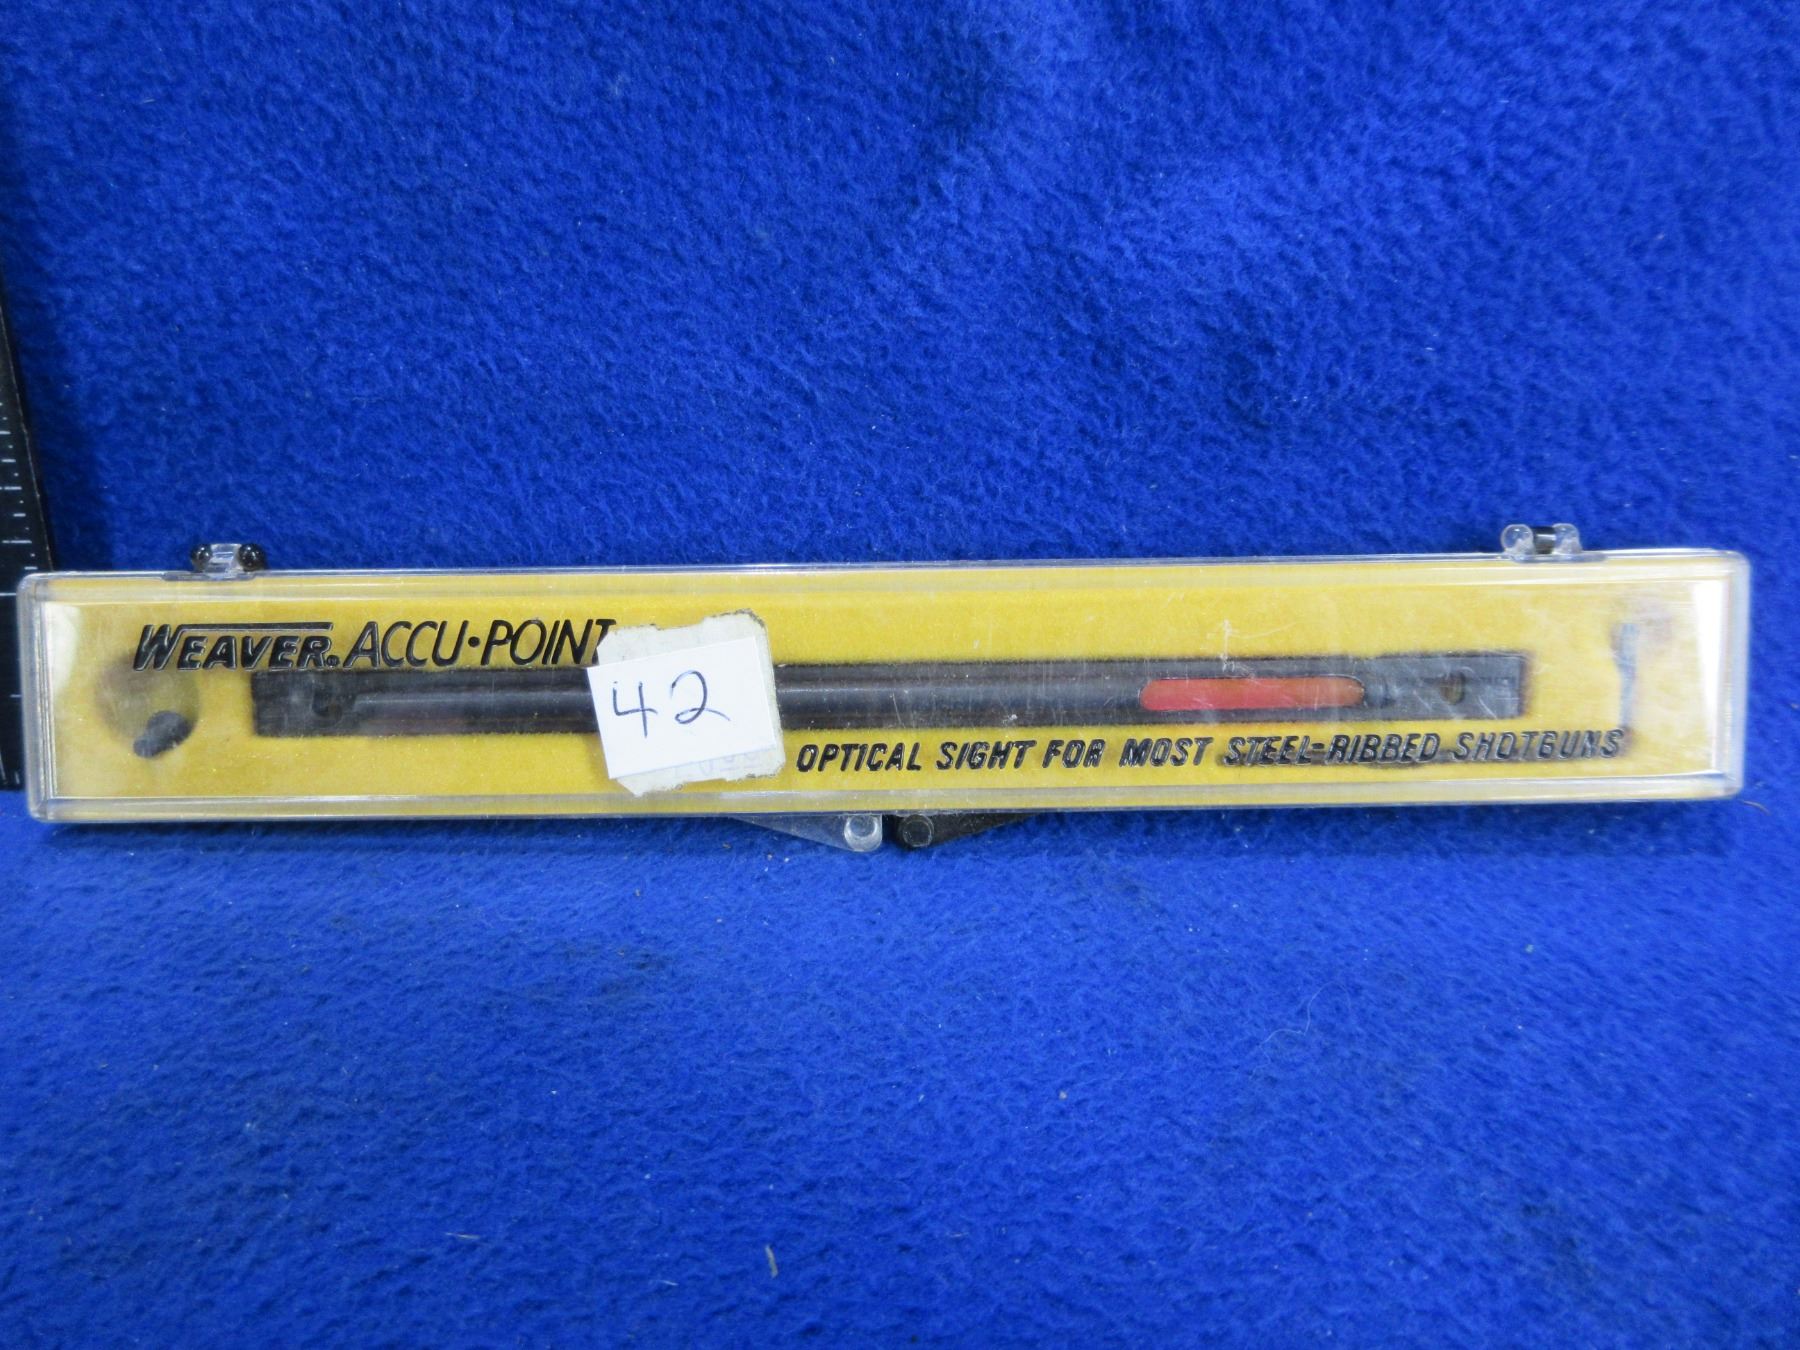 WEAVER® ACCU•POINT
42
OPTICAL SIGHT FOR MOST STEEL-RIBBED SHOTGUNS